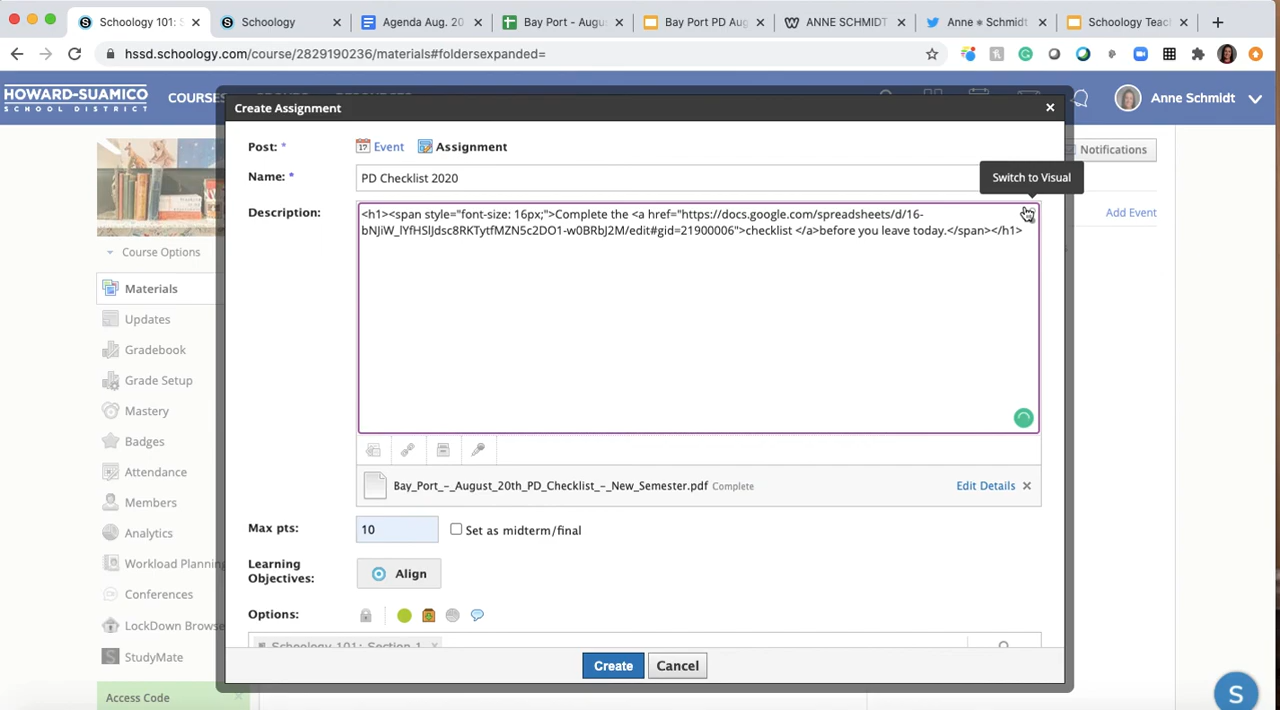 Schoology 101: S
Schoology
Agenda Aug. 20
Bay Port - Augu
Bay Port PD Aug
ANNE SCHMIDT
Anne ✶ Schmidt
Schoology Teac
hssd.schoology.com/course/2829190236/materials#foldersexpanded=
HOWARD-SUAMICO
SCHOOL DISTRICT
COURSES
Anne Schmidt
Create Assignment
Notifications
Post: *
Event
Assignment
Name: *
PD Checklist 2020
Switch to Visual
Add Event
Description:
<h1><span style="font-size: 16px;">Complete the <a href="https://docs.google.com/spreadsheets/d/16-
bNJiW_lYfHSlJdsc8RKTytfMZN5c2DO1-w0BRbJ2M/edit#gid=21900006">checklist </a>before you leave today.</span></h1>
Course Options
Materials
Updates
Gradebook
Grade Setup
Mastery
Badges
Attendance
Members
Analytics
Workload Planning
Conferences
LockDown Browse
StudyMate
Access Code
Bay_Port_-_August_20th_PD_Checklist_-_New_Semester.pdf Complete
Edit Details
Max pts:
10
Set as midterm/final
Learning
Objectives:
Align
Options:
Schoology 101: Section 1
Create
Cancel
S